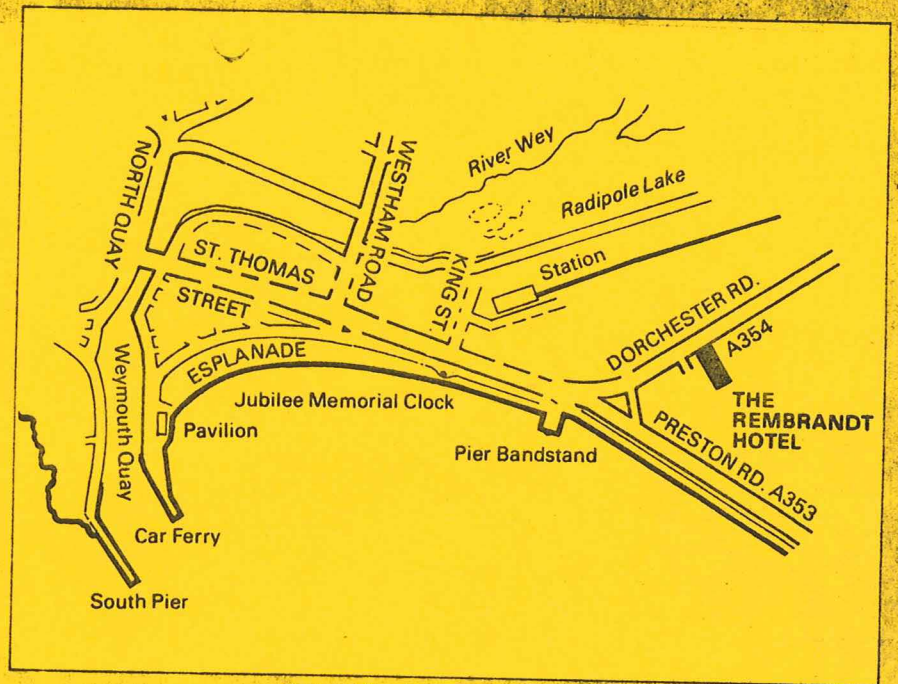 NORTH QUAY
WESTHAM ROAD
River Wey
Radipole Lake
ST. THOMAS
STREET
KING ST.
Station
DORCHESTER RD.
A354
THE
REMBRANDT
HOTEL
PRESTON RD. A353
ESPLANADE
Jubilee Memorial Clock
Pier Bandstand
Weymouth Quay
Pavilion
Car Ferry
South Pier